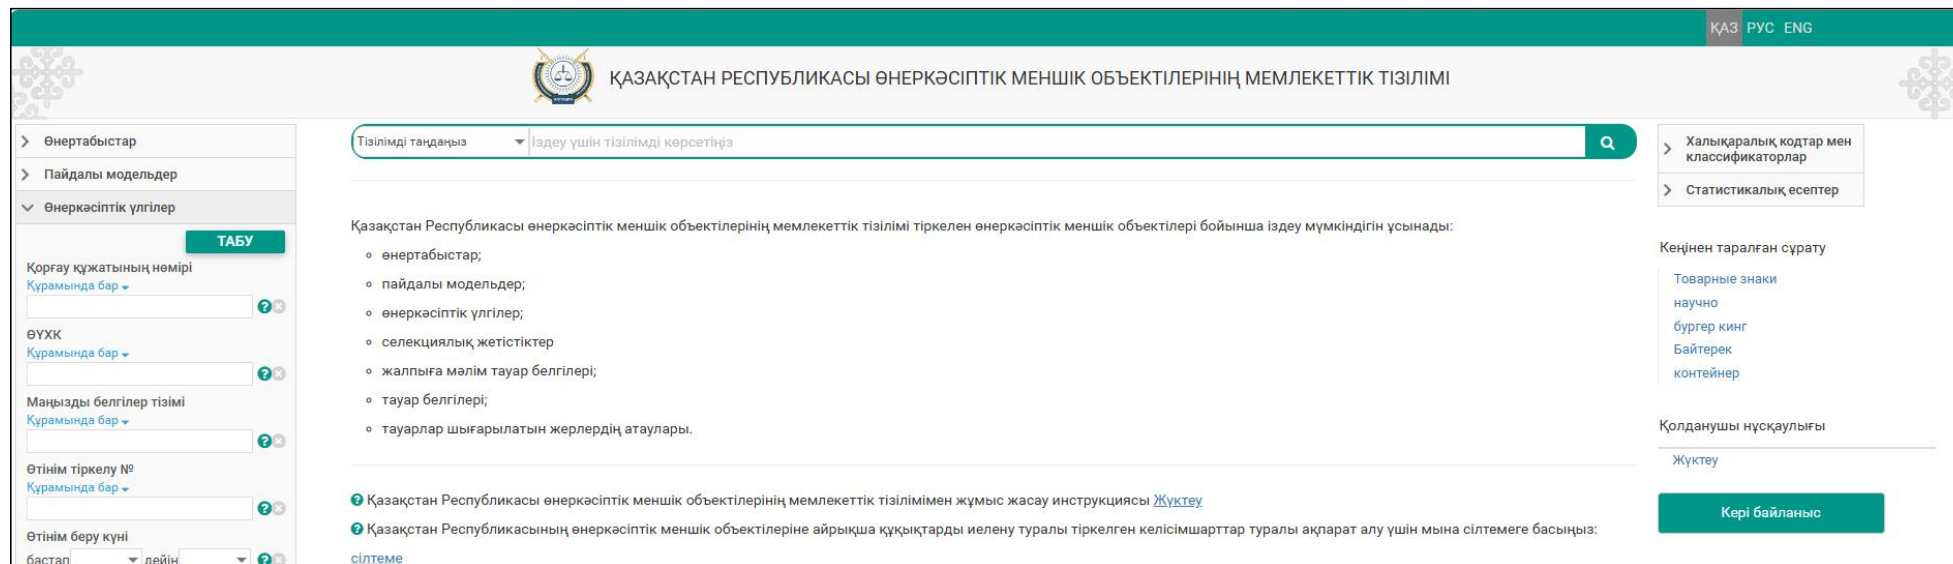 ҚАЗ РУС ENG
ҚАЗАҚСТАН РЕСПУБЛИКАСЫ ӨНЕРКӘСІПТІК МЕНШІК ОБЪЕКТІЛЕРІНІҢ МЕМЛЕКЕТТІК ТІЗІЛІМІ
Өнертабыстар
Пайдалы модельдер
Өнеркәсіптік үлгілер
ТАБУ
Қорғау құжатының нөмірі
Құрамында бар
ӨҮХК
Құрамында бар
Маңызды белгілер тізімі
Құрамында бар
Өтінім тіркелу №
Құрамында бар
Өтінім беру күні
бастап дейін
Тізілімді таңдаңыз Іздеу үшін тізілімді көрсетіңіз
Қазақстан Республикасы өнеркәсіптік меншік объектілерінің мемлекеттік тізілімі тіркелен өнеркәсіптік меншік объектілері бойынша іздеу мүмкіндігін ұсынады:
өнертабыстар;
пайдалы модельдер;
өнеркәсіптік үлгілер;
селекциялық жетістіктер
жалпыға мәлім тауар белгілері;
тауар белгілері;
тауарлар шығарылатын жерлердің атаулары.
Қазақстан Республикасы өнеркәсіптік меншік объектілерінің мемлекеттік тізілімімен жұмыс жасау инструкциясы Жүктеу
Қазақстан Республикасының өнеркәсіптік меншік объектілеріне айрықша құқықтарды иелену туралы тіркелген келісімшарттар туралы ақпарат алу үшін мына сілтемеге басыңыз:
сілтеме
Халықаралық кодтар мен
классификаторлар
Статистикалық есептер
Кеңінен таралған сұрату
Товарные знаки
научно
бургер кинг
Байтерек
контейнер
Қолданушы нұсқаулығы
Жүктеу
Кері байланыс